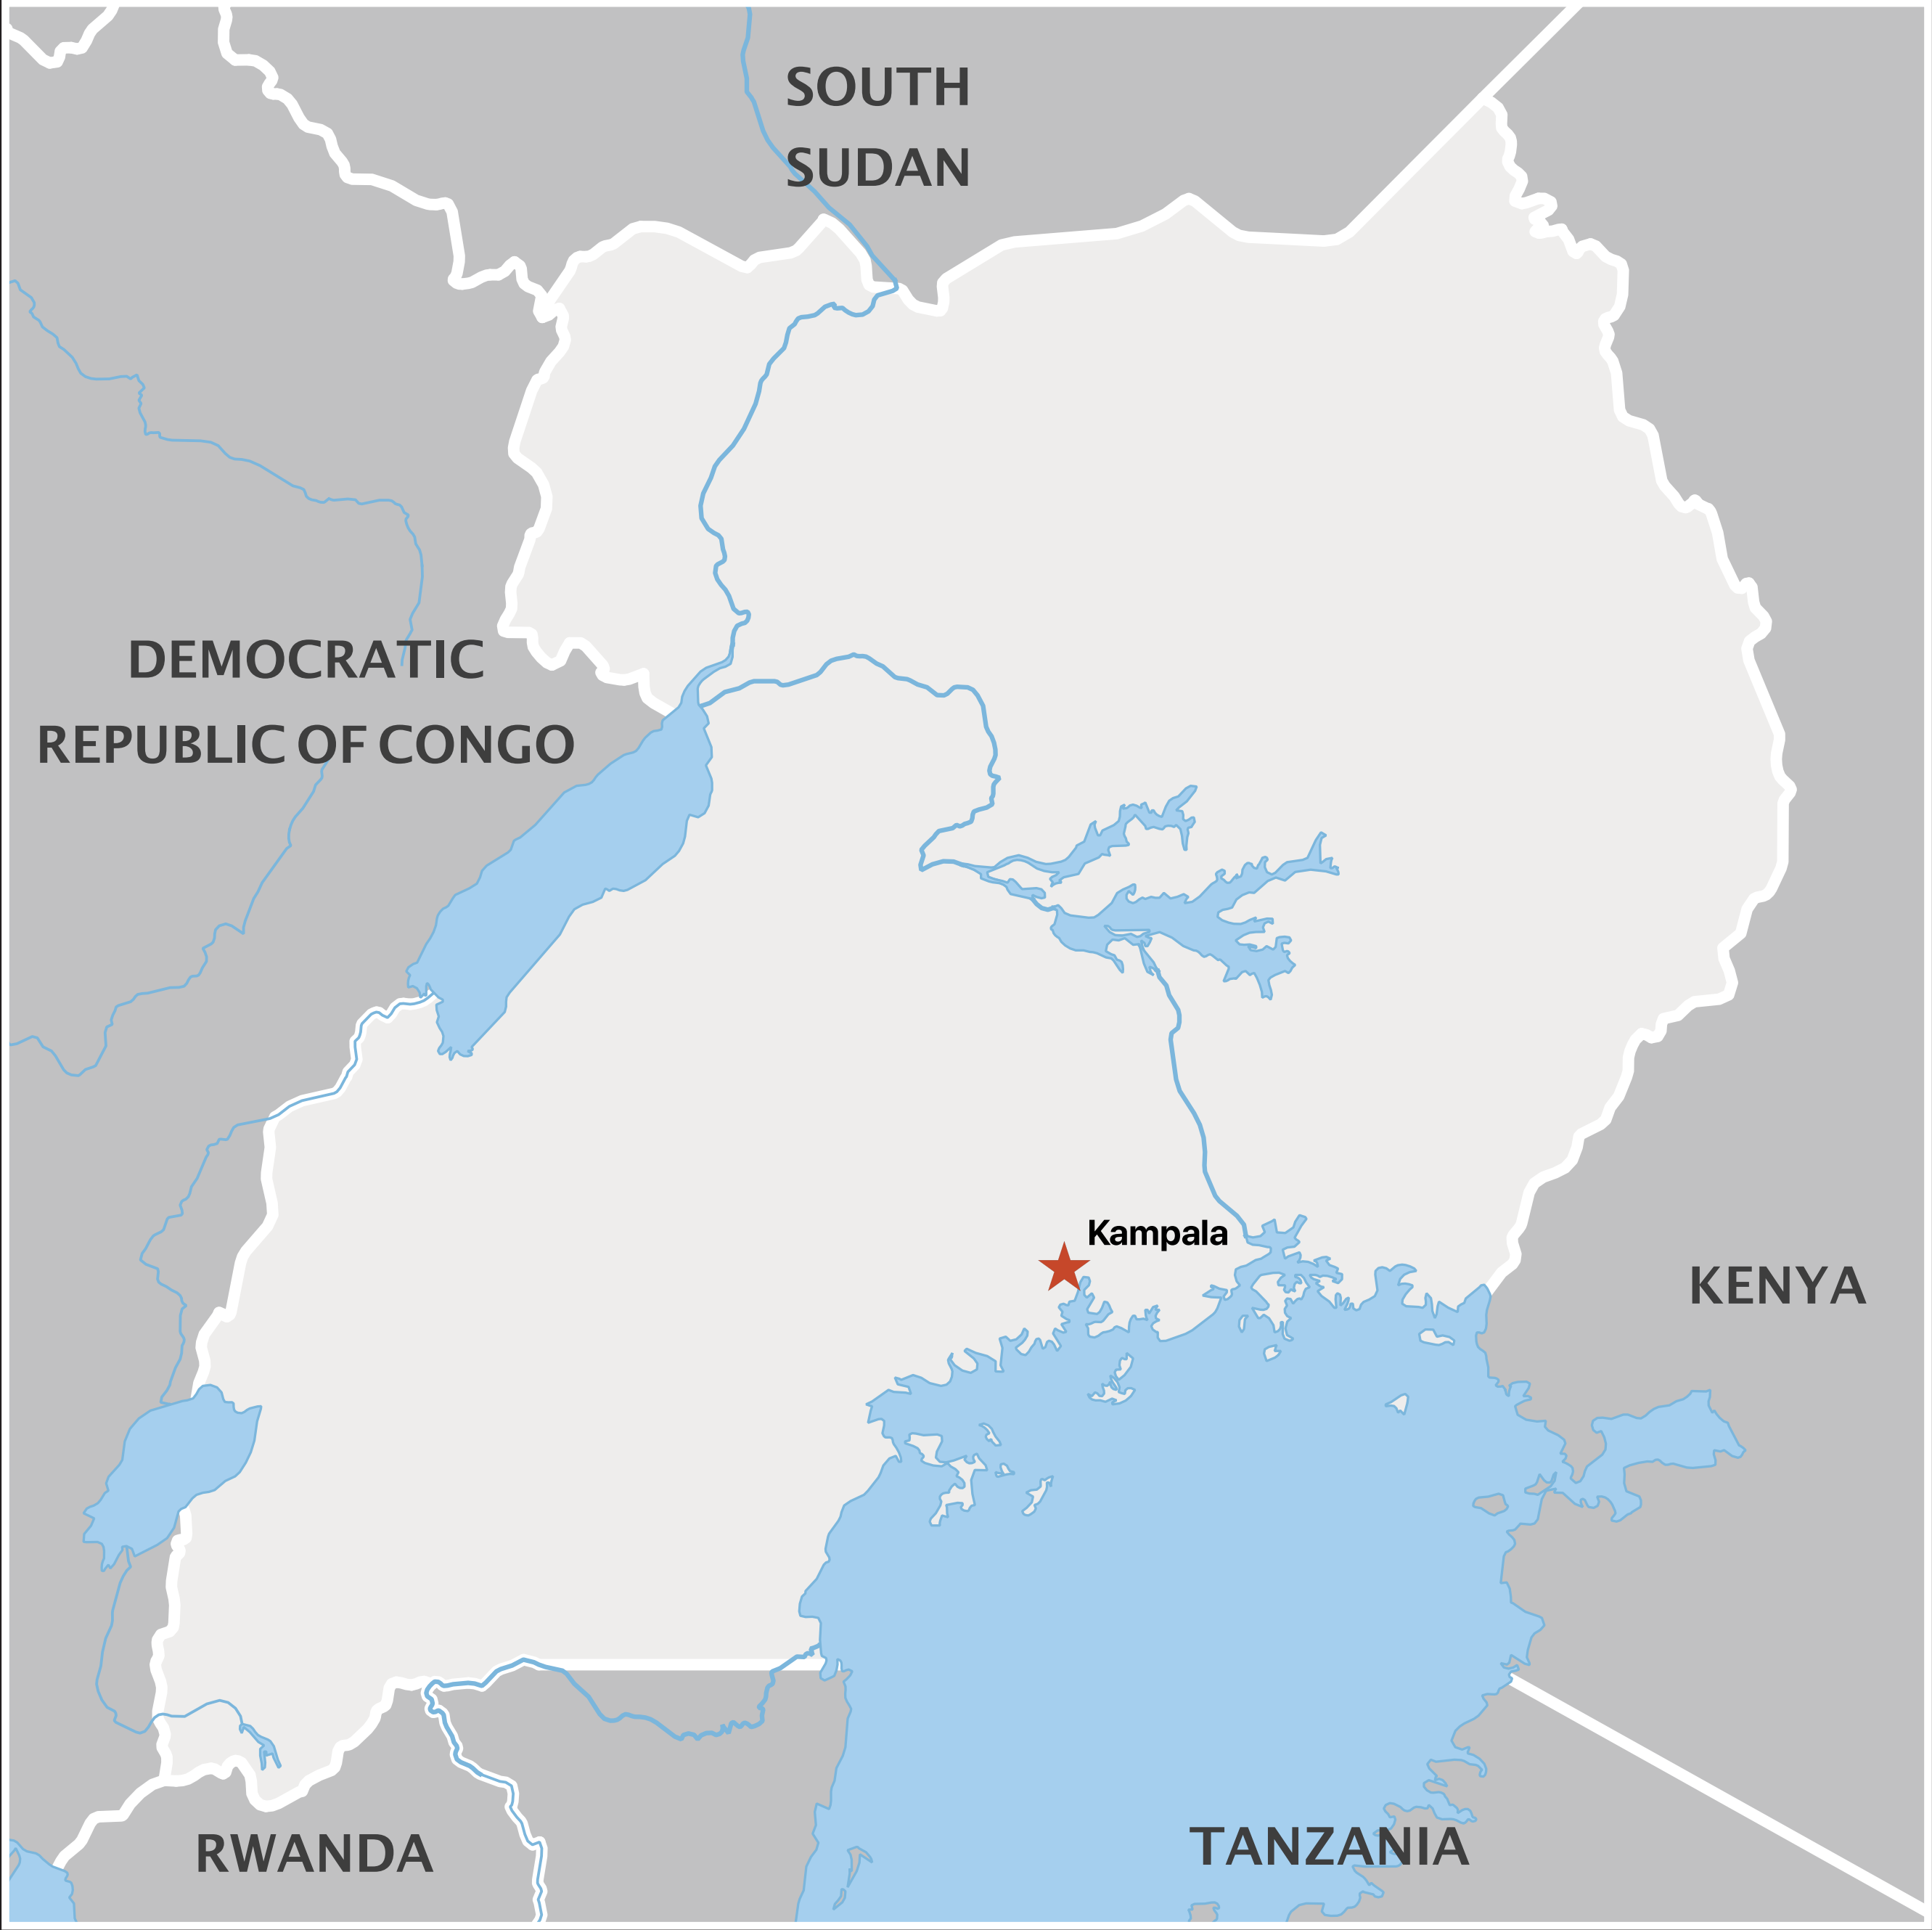 SOUTH
SUDAN
DEMOCRATIC
REPUBLIC OF CONGO
Kampala
KENYA
RWANDA
TANZANIA